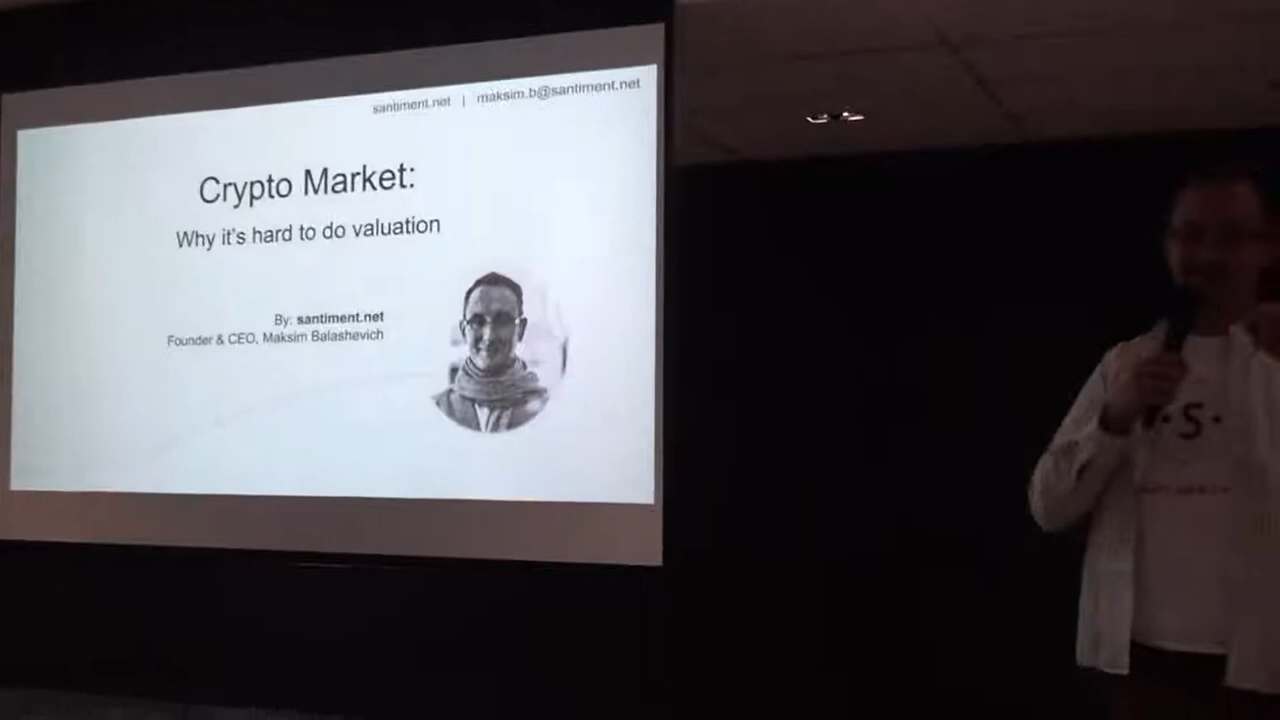 santiment.net | maksim.b@santiment.net
Crypto Market:
Why it's hard to do valuation
By: santiment.net
Founder & CEO, Maksim Balashevich
·S·